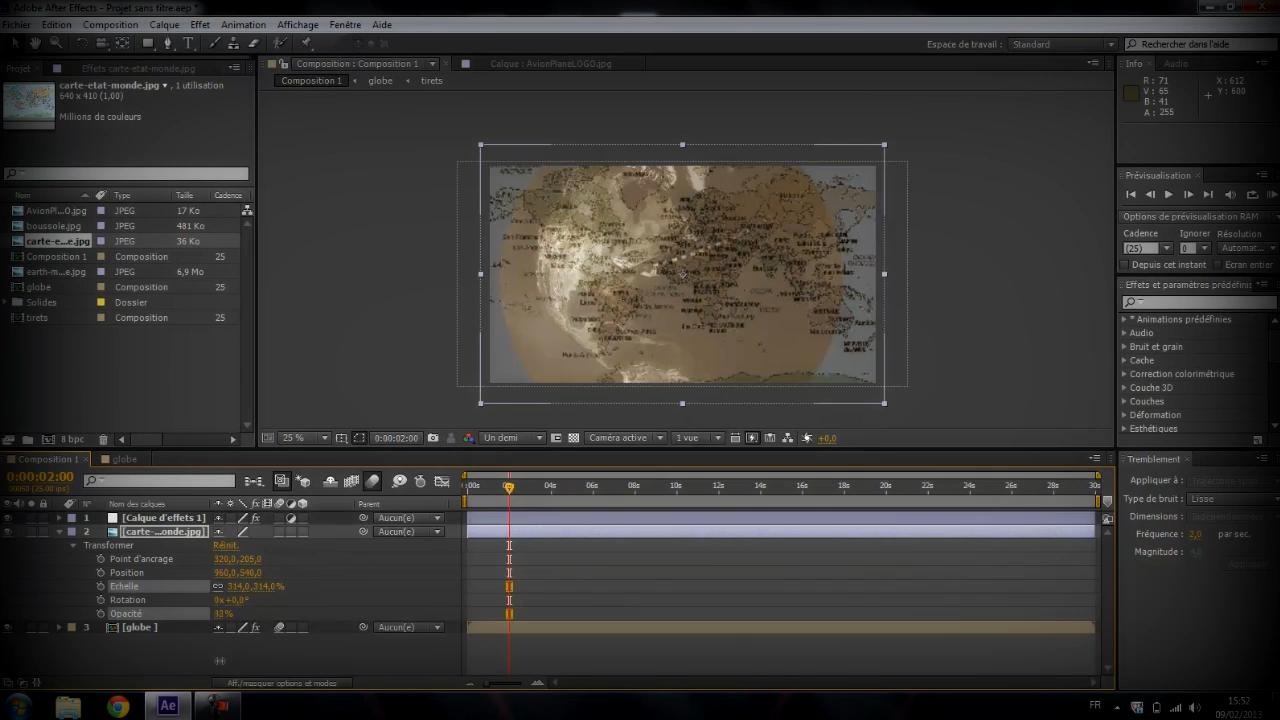 Adobe After Effects - Projet sans titre.aep *
Fichier Edition Composition Calque Effet Animation Affichage Fenêtre Aide
Espace de travail : Standard Rechercher dans l'aide
Projet Effets carte-etat-monde.jpg
carte-etat-monde.jpg , 1 utilisation
640 x 410 (1,00)
Millions de couleurs
Nom Type Taille Cadence
AvionPl...O.jpg JPEG 17 Ko
boussole.jpg JPEG 481 Ko
carte-e...e.jpg JPEG 36 Ko
Composition 1 Composition 25
earth-m...e.jpg JPEG 6,9 Mo
globe Composition 25
Solides Dossier
tirets Composition 25
8 bpc
Composition : Composition 1 Calque : AvionPlaneLOGO.jpg
Composition 1 globe tirets
25 % 0:00:02:00 Un demi Caméra active 1 vue +0,0
Info Audio
R : 71 X : 612
V : 65 Y : 600
B : 41
A : 255
Prévisualisation
Options de prévisualisation RAM
Cadence Ignorer Résolution
(25) 0 Automat...
Depuis cet instant Ecran entier
Effets et paramètres prédéfinis
* Animations prédéfinies
Audio
Bruit et grain
Cache
Correction colorimétrique
Couche 3D
Couches
Déformation
Esthétiques
Composition 1 globe
0:00:02:00
00050 (25.00 ips)
N° Nom des calques Parent
1 [Calque d'effets 1] Aucun(e)
2 [carte-...onde.jpg] Aucun(e)
Transformer Réinit.
Point d'ancrage 320,0,205,0
Position 960,0,540,0
Echelle 314,0,314,0%
Rotation 0x+0,0°
Opacité
3 [globe ] Aucun(e)
Aff./masquer options et modes
04s 06s 08s 10s 12s 14s 16s 18s 20s 22s 24s 26s 28s 30s
Tremblement
Appliquer à :
Type de bruit : Lisse
Dimensions :
Fréquence : 2,0 par sec.
Magnitude :
Appliquer
Ae
FR
15:52
09/02/2013